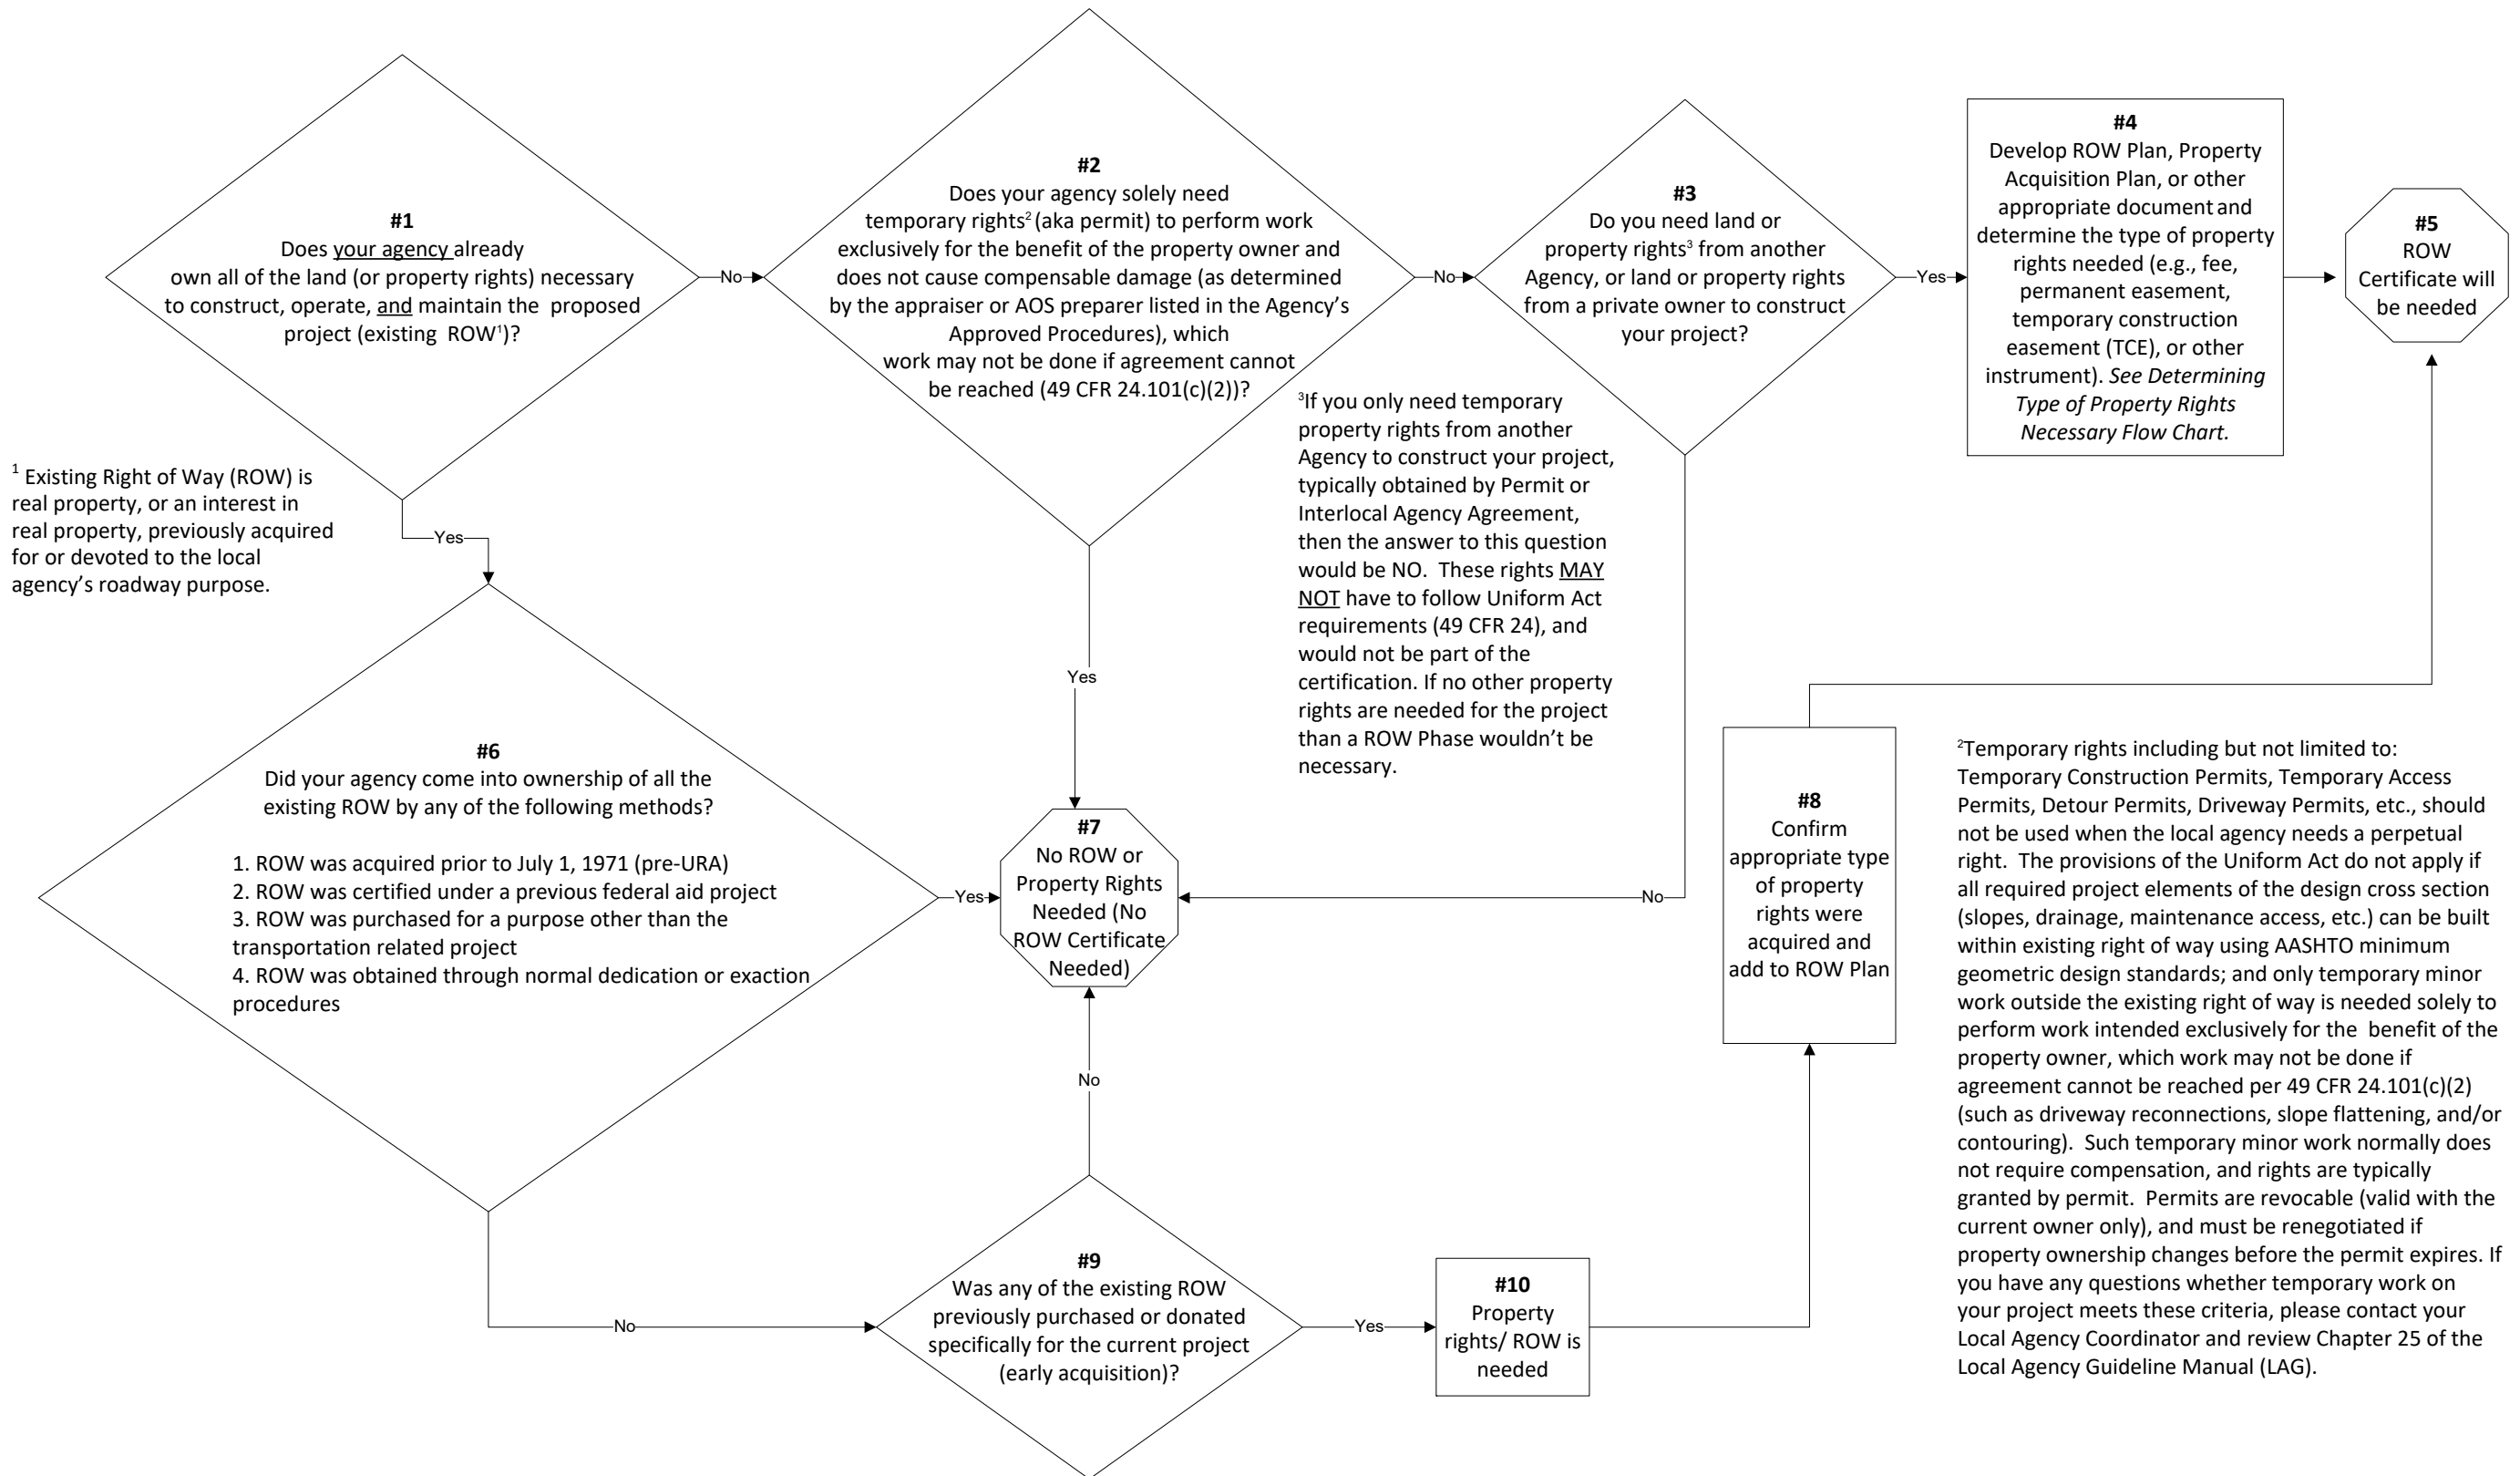 #1
Does your agency already
own all of the land (or property rights) necessary
to construct, operate, and maintain the proposed
project (existing ROW¹)?
No
#2
Does your agency solely need
temporary rights² (aka permit) to perform work
exclusively for the benefit of the property owner and
does not cause compensable damage (as determined
by the appraiser or AOS preparer listed in the Agency’s
Approved Procedures), which
work may not be done if agreement cannot
be reached (49 CFR 24.101(c)(2))?
No
#3
Do you need land or
property rights³ from another
Agency, or land or property rights
from a private owner to construct
your project?
Yes
#4
Develop ROW Plan, Property
Acquisition Plan, or other
appropriate document and
determine the type of property
rights needed (e.g., fee,
permanent easement,
temporary construction
easement (TCE), or other
instrument). See Determining
Type of Property Rights
Necessary Flow Chart.
#5
ROW
Certificate will
be needed
¹ Existing Right of Way (ROW) is
real property, or an interest in
real property, previously acquired
for or devoted to the local
agency’s roadway purpose.
Yes
Yes
³If you only need temporary
property rights from another
Agency to construct your project,
typically obtained by Permit or
Interlocal Agency Agreement,
then the answer to this question
would be NO. These rights MAY
NOT have to follow Uniform Act
requirements (49 CFR 24), and
would not be part of the
certification. If no other property
rights are needed for the project
than a ROW Phase wouldn’t be
necessary.
#6
Did your agency come into ownership of all the
existing ROW by any of the following methods?
1. ROW was acquired prior to July 1, 1971 (pre-URA)
2. ROW was certified under a previous federal aid project
3. ROW was purchased for a purpose other than the
transportation related project
4. ROW was obtained through normal dedication or exaction
procedures
Yes
#7
No ROW or
Property Rights
Needed (No
ROW Certificate
Needed)
No
#8
Confirm
appropriate type
of property
rights were
acquired and
add to ROW Plan
²Temporary rights including but not limited to:
Temporary Construction Permits, Temporary Access
Permits, Detour Permits, Driveway Permits, etc., should
not be used when the local agency needs a perpetual
right. The provisions of the Uniform Act do not apply if
all required project elements of the design cross section
(slopes, drainage, maintenance access, etc.) can be built
within existing right of way using AASHTO minimum
geometric design standards; and only temporary minor
work outside the existing right of way is needed solely to
perform work intended exclusively for the benefit of the
property owner, which work may not be done if
agreement cannot be reached per 49 CFR 24.101(c)(2)
(such as driveway reconnections, slope flattening, and/or
contouring). Such temporary minor work normally does
not require compensation, and rights are typically
granted by permit. Permits are revocable (valid with the
current owner only), and must be renegotiated if
property ownership changes before the permit expires. If
you have any questions whether temporary work on
your project meets these criteria, please contact your
Local Agency Coordinator and review Chapter 25 of the
Local Agency Guideline Manual (LAG).
No
No
#9
Was any of the existing ROW
previously purchased or donated
specifically for the current project
(early acquisition)?
Yes
#10
Property
rights/ ROW is
needed